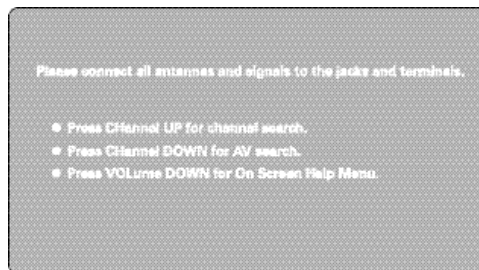 Please connect all antennas and signals to the jacks and terminals.
● Press CHannel UP for channel search.
● Press CHannel DOWN for AV search.
● Press VOLume DOWN for On Screen Help Menu.